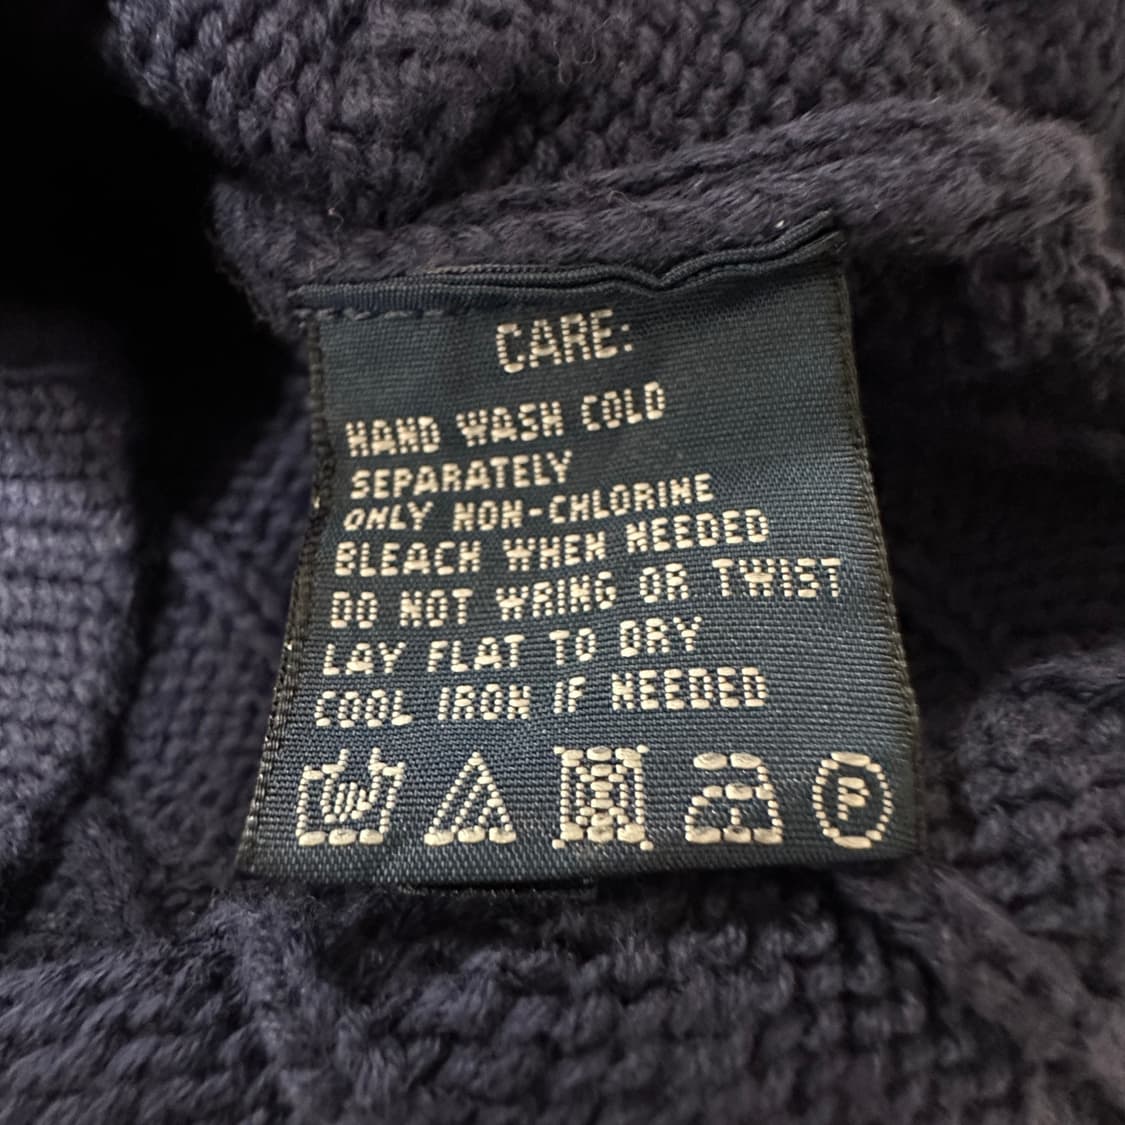 CARE:
HAND WASH COLD
SEPARATELY
ONLY NON-CHLORINE
BLEACH WHEN NEEDED
DO NOT WRING OR TWIST
LAY FLAT TO DRY
COOL IRON IF NEEDED
P